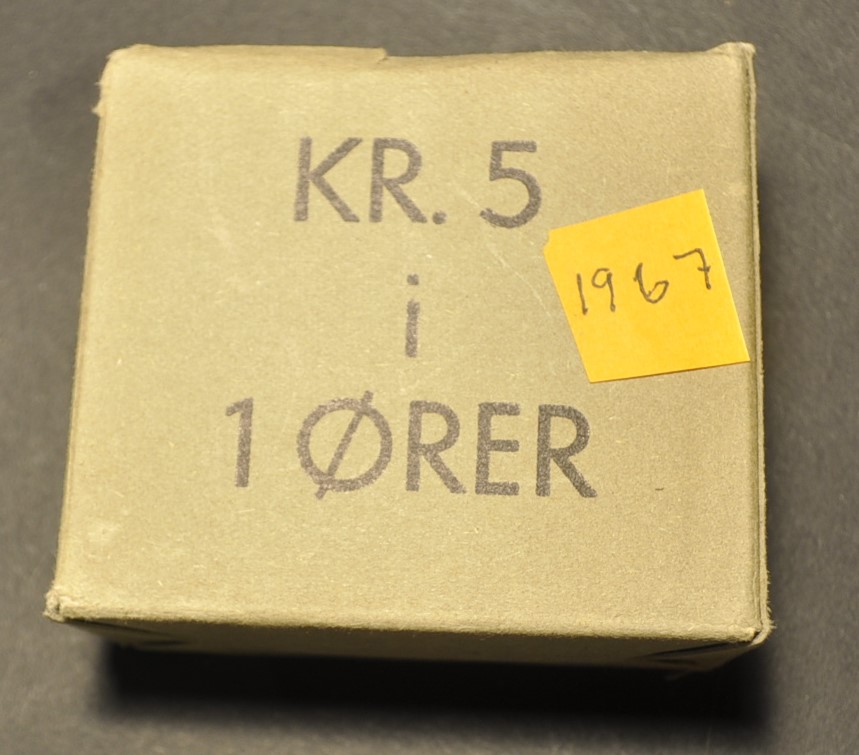 KR. 5
i
1967
1 ØRER